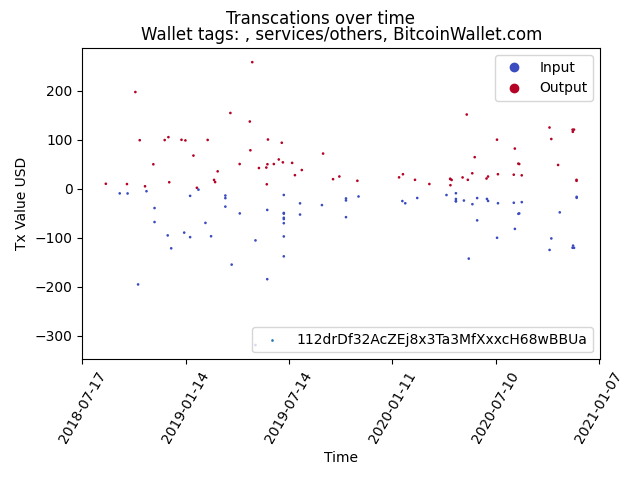 Transcations over time
Wallet tags: , services/others, BitcoinWallet.com
Input
Output
Tx Value USD
200
100
0
−100
−200
−300
112drDf32AcZEj8x3Ta3MfXxxcH68wBBUa
2018-07-17
2019-01-14
2019-07-14
2020-01-11
2020-07-10
2021-01-07
Time